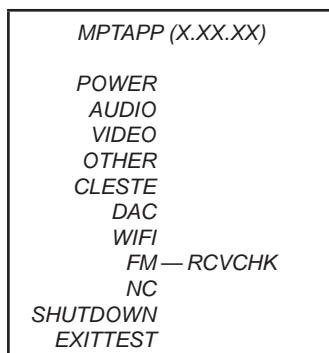 MPTAPP (X.XX.XX)
POWER
AUDIO
VIDEO
OTHER
CLESTE
DAC
WIFI
FM — RCVCHK
NC
SHUTDOWN
EXITTEST